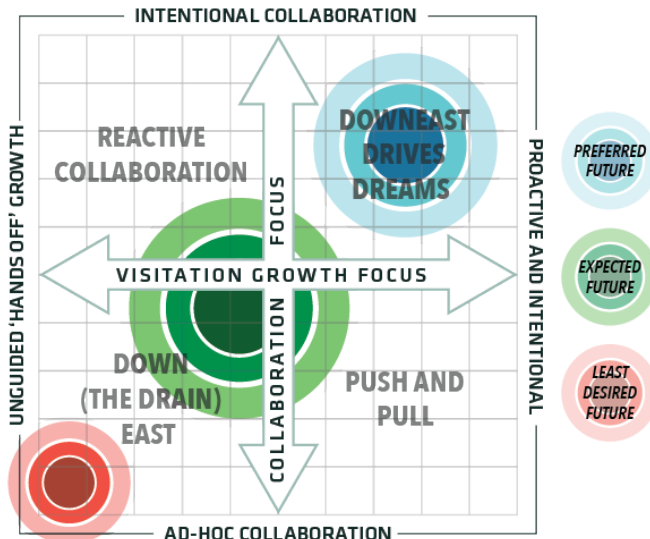 INTENTIONAL COLLABORATION
UNGUIDED ‘HANDS OFF’ GROWTH
REACTIVE
COLLABORATION
DOWNEAST
DRIVES
DREAMS
COLLABORATION FOCUS
VISITATION GROWTH FOCUS
DOWN
(THE DRAIN)
EAST
PUSH AND
PULL
PROACTIVE AND INTENTIONAL
AD-HOC COLLABORATION
PREFERRED
FUTURE
EXPECTED
FUTURE
LEAST
DESIRED
FUTURE